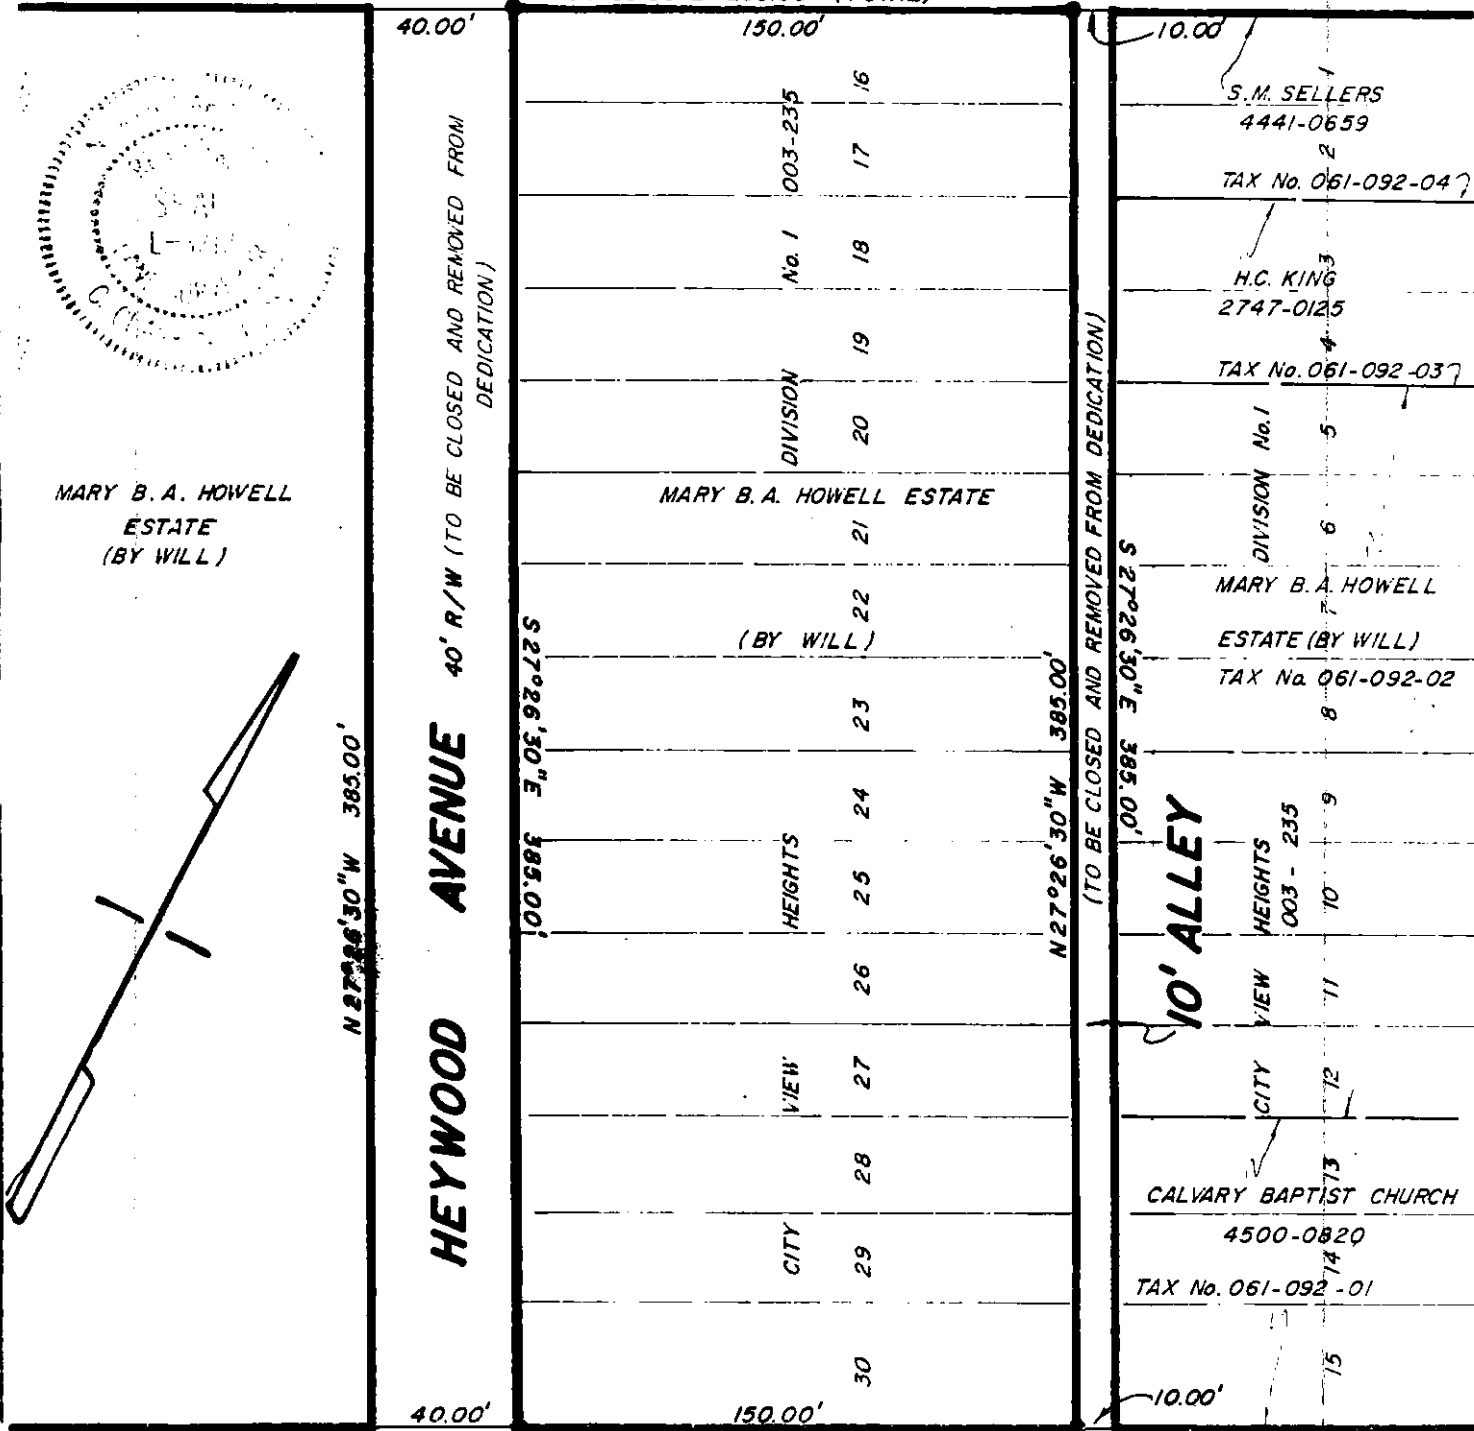 40.00'
150.00'
10.00'
MARY B. A. HOWELL
ESTATE
(BY WILL)
N 27°26'30"W 385.00'
HEYWOOD AVENUE 40' R/W (TO BE CLOSED AND REMOVED FROM
DEDICATION)
S 27°26'30"E 385.00'
CITY VIEW HEIGHTS DIVISION No. 1 003-235
16
17
18
19
20
MARY B. A. HOWELL ESTATE
21
22
(BY WILL)
23
24
25
26
27
28
29
30
N 27°26'30"W 385.00'
(TO BE CLOSED AND REMOVED FROM DEDICATION)
S 27°26'30"E 385.00'
10' ALLEY
1
S.M. SELLERS
4441-0659
2
TAX No. 061-092-04
3
H.C. KING
2747-0125
4
TAX No. 061-092-03
CITY VIEW HEIGHTS DIVISION No. 1
003 - 235
5
6
MARY B. A. HOWELL
7
ESTATE (BY WILL)
TAX No. 061-092-02
8
9
10
11
12
13
CALVARY BAPTIST CHURCH
4500-0820
14
TAX No. 061-092-01
15
40.00'
150.00'
10.00'